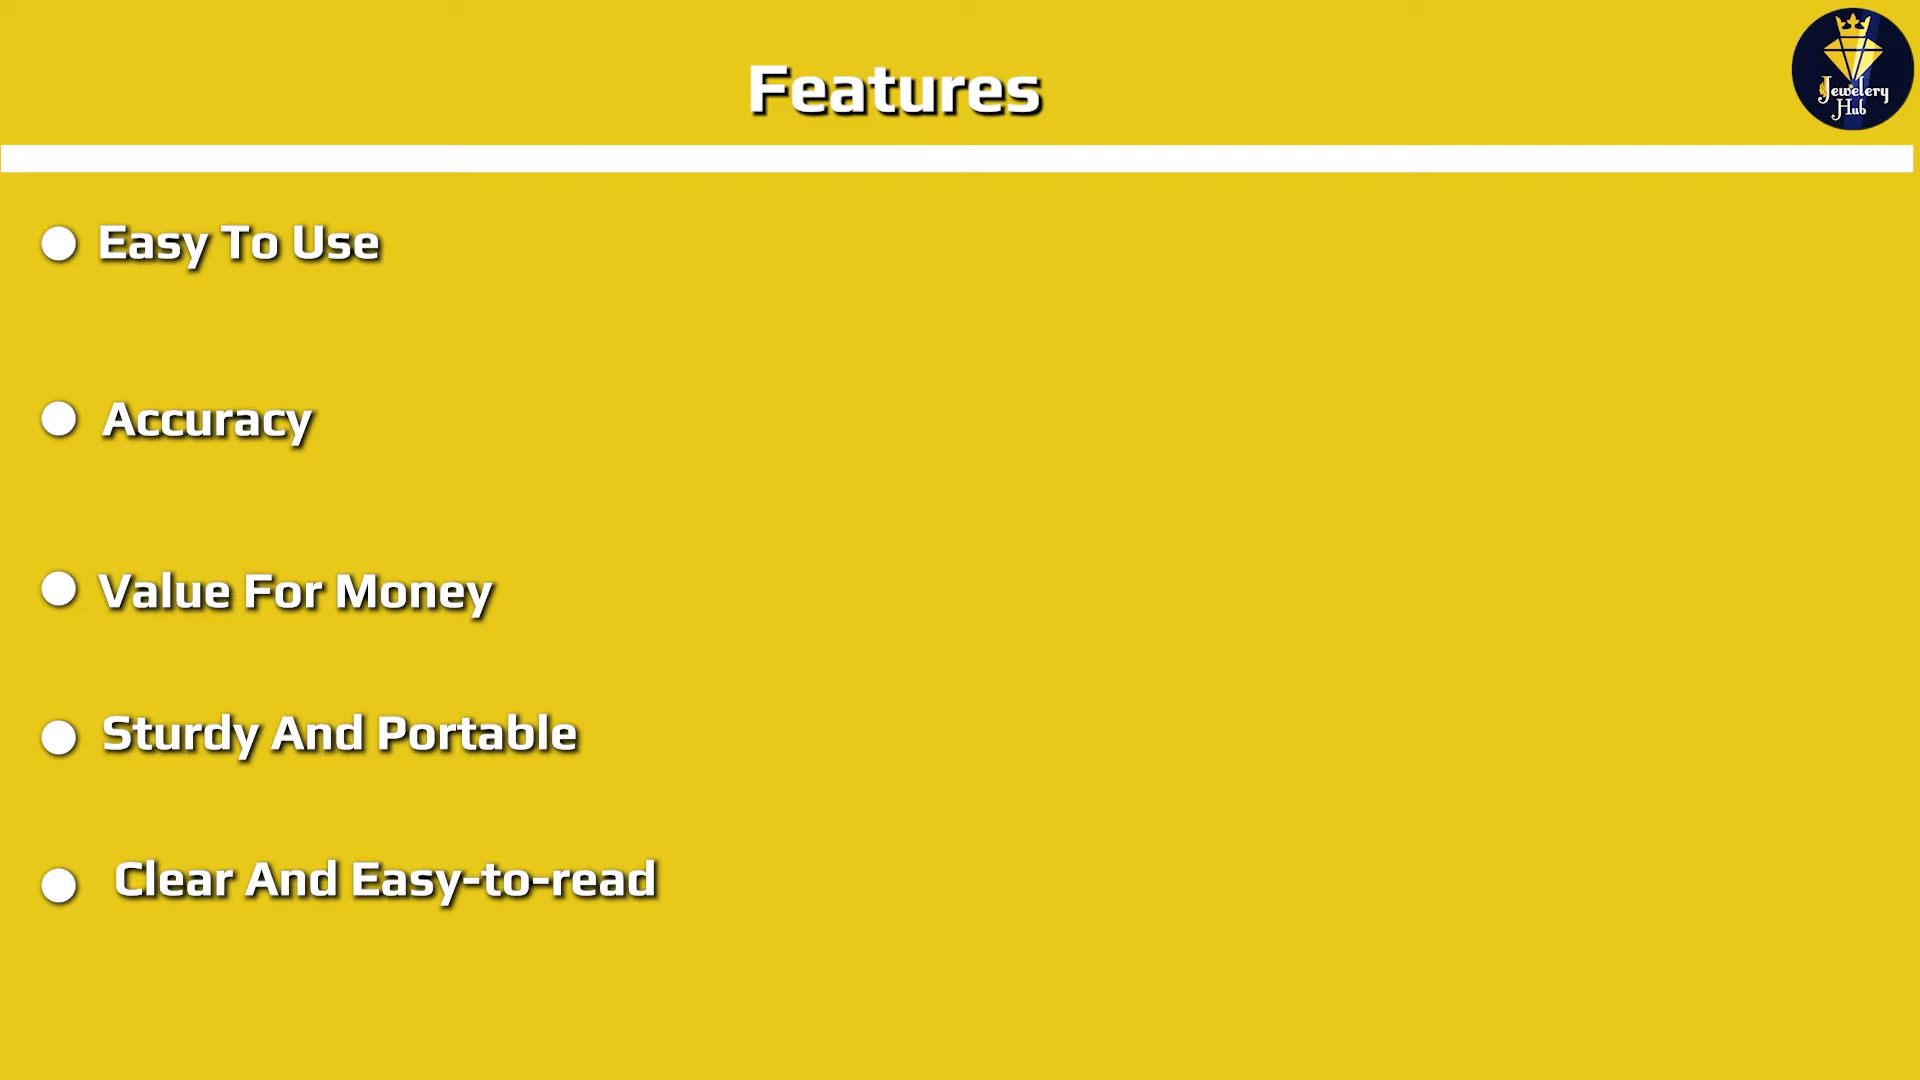 Features
Jewelery
Hub
Easy To Use
Accuracy
Value For Money
Sturdy And Portable
Clear And Easy-to-read